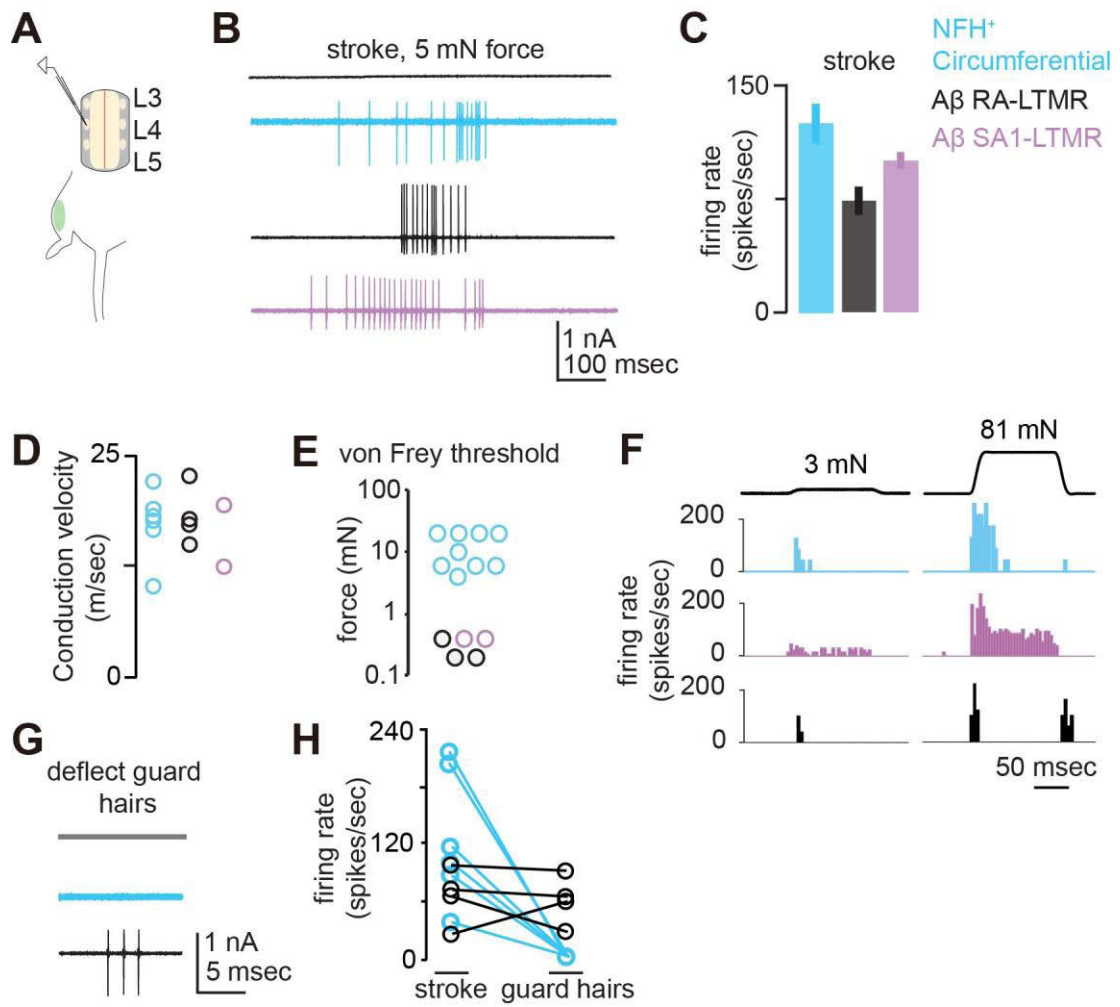 A
L3
L4
L5
B
stroke, 5 mN force
1 nA
100 msec
C
stroke
150
0
firing rate
(spikes/sec)
NFH⁺
Circumferential
Aβ RA-LTMR
Aβ SA1-LTMR
D
25
0
Conduction velocity
(m/sec)
E
von Frey threshold
100
10
1
0.1
force (mN)
F
3 mN
81 mN
200
0
200
0
200
0
firing rate
(spikes/sec)
50 msec
G
deflect guard
hairs
1 nA
5 msec
H
240
120
0
firing rate
(spikes/sec)
stroke
guard hairs